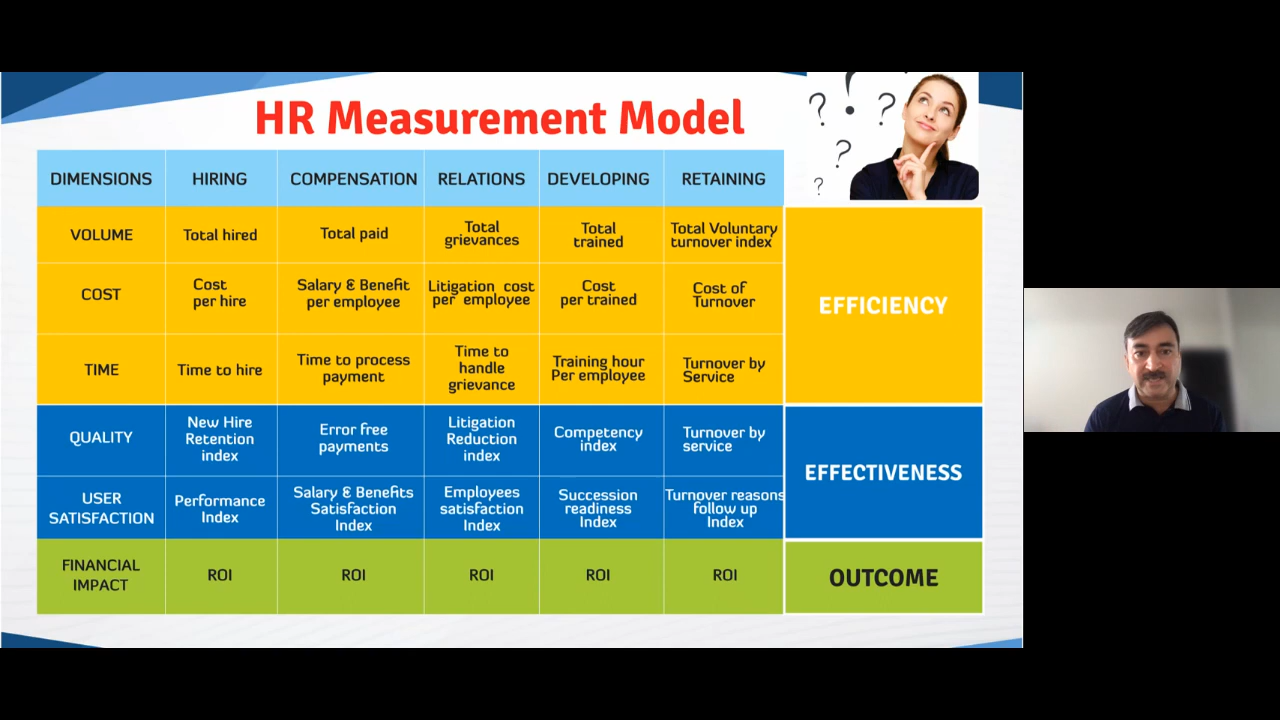 HR Measurement Model
DIMENSIONS HIRING COMPENSATION RELATIONS DEVELOPING RETAINING
VOLUME
Total hired
Total paid
Total
grievances
Total
trained
Total Voluntary
turnover index
COST
Cost
per hire
Salary & Benefit
per employee
Litigation cost
per employee
Cost
per trained
Cost of
Turnover
TIME
Time to hire
Time to process
payment
Time to
handle
grievance
Training hour
Per employee
Turnover by
Service
EFFICIENCY
QUALITY
New Hire
Retention
index
Error free
payments
Litigation
Reduction
index
Competency
index
Turnover by
service
USER
SATISFACTION
Performance
Index
Salary & Benefits
Satisfaction
Index
Employees
satisfaction
Index
Succession
readiness
Index
Turnover reasons
follow up
Index
EFFECTIVENESS
FINANCIAL
IMPACT
ROI
ROI
ROI
ROI
ROI
OUTCOME
? ! ?
?
?